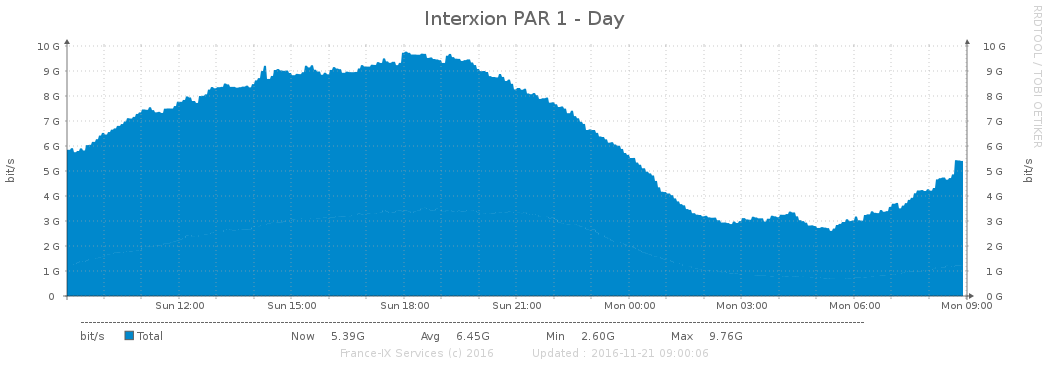 Interxion PAR 1 - Day
RRDTOOL / TOBI OETIKER
10 G 10 G
9 G 9 G
8 G 8 G
7 G 7 G
6 G 6 G
5 G 5 G
4 G 4 G
3 G 3 G
2 G 2 G
1 G 1 G
0 0 G
bit/s
bit/s
Sun 12:00 Sun 15:00 Sun 18:00 Sun 21:00 Mon 00:00 Mon 03:00 Mon 06:00 Mon 09:00
bit/s Total Now 5.39G Avg 6.45G Min 2.60G Max 9.76G
France-IX Services (c) 2016 Updated : 2016-11-21 09:00:06